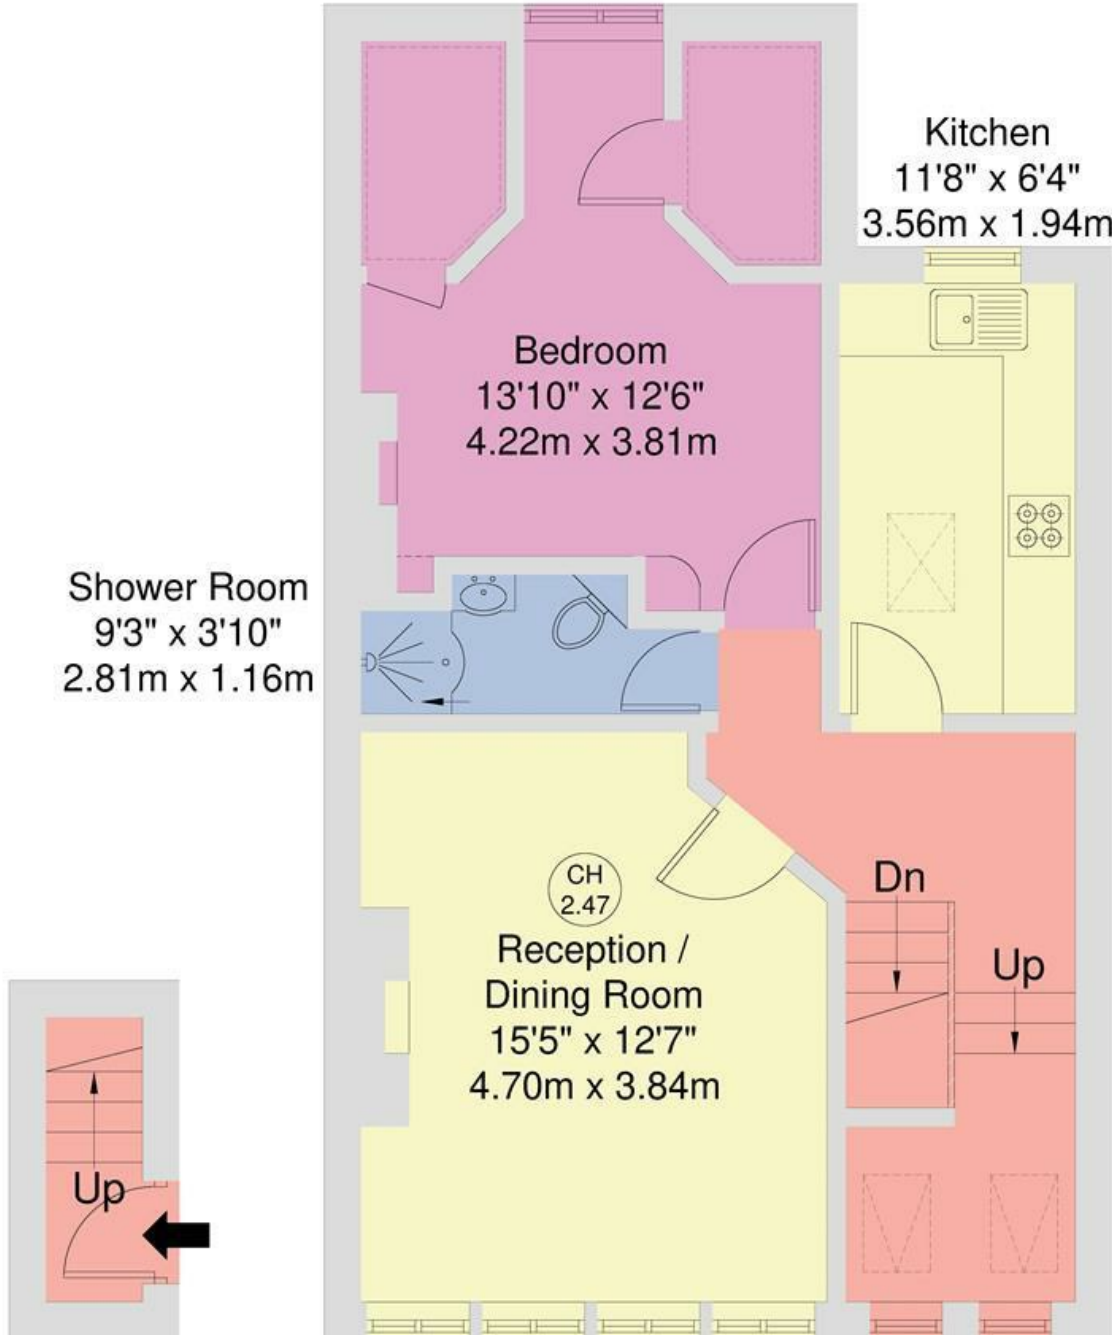 Kitchen
11'8" x 6'4"
3.56m x 1.94m
Bedroom
13'10" x 12'6"
4.22m x 3.81m
Shower Room
9'3" x 3'10"
2.81m x 1.16m
CH
2.47
Reception /
Dining Room
15'5" x 12'7"
4.70m x 3.84m
Dn
Up
Up